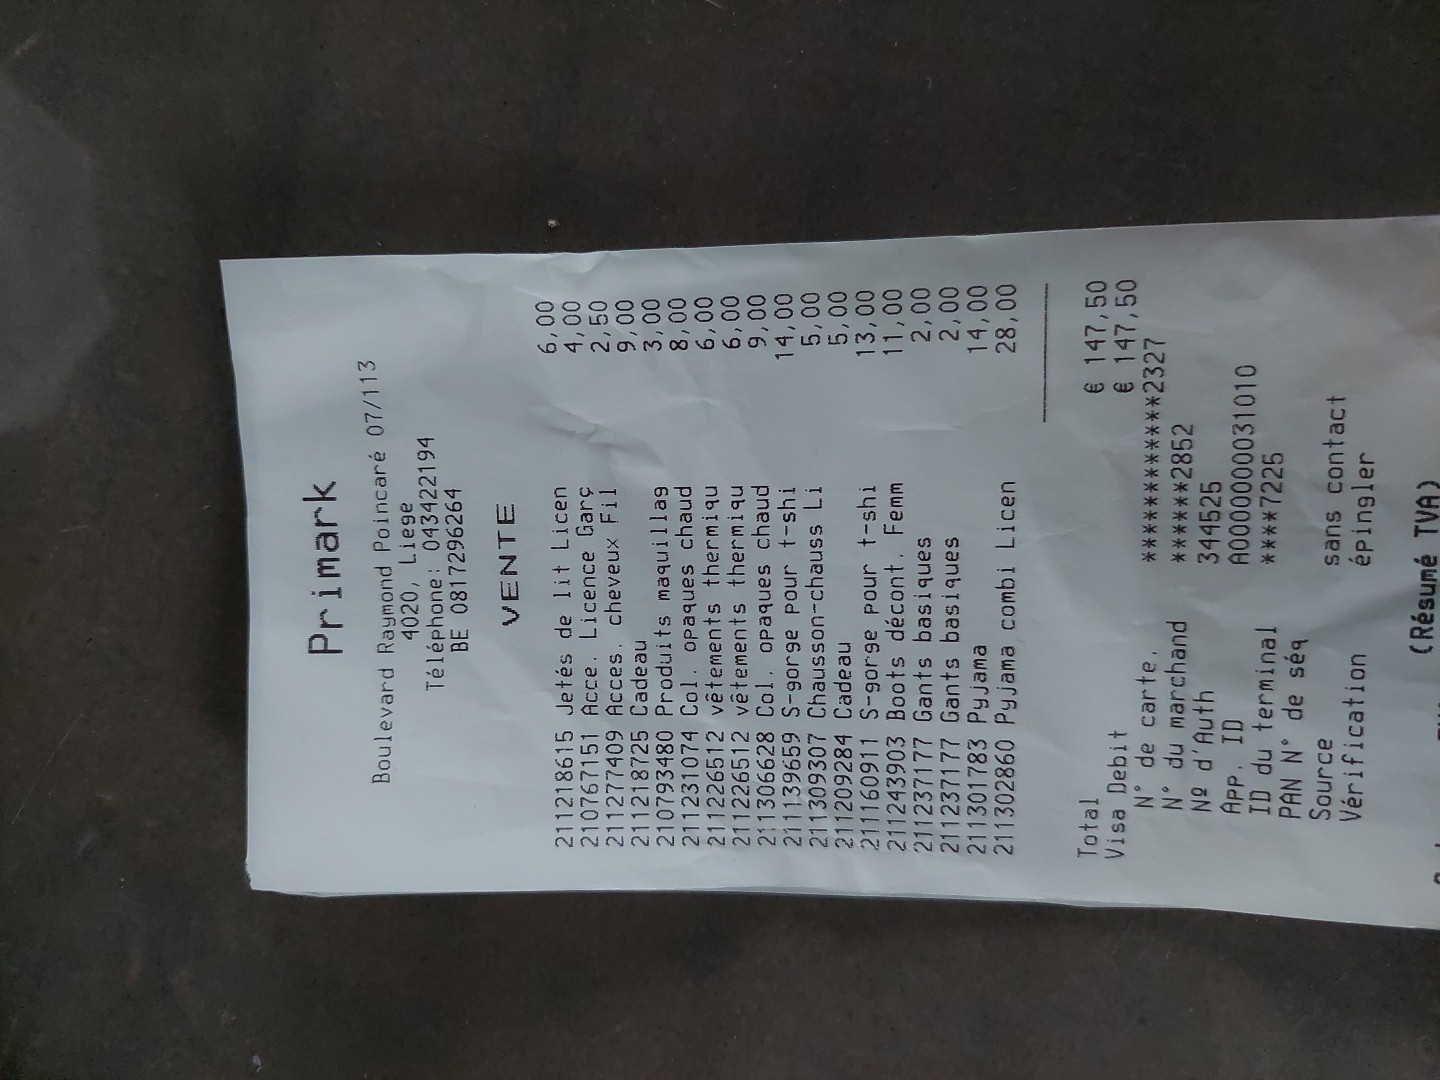 Primark
Boulevard Raymond Poincaré 07/113
4020, Liege
Téléphone: 043422194
BE 0817296264
VENTE
211218615 Jetés de lit Licen 6,00
210767151 Acce. Licence Garç 4,00
211277409 Acces. cheveux Fil 2,50
211218725 Cadeau 9,00
210793480 Produits maquillag 3,00
211231074 Col. opaques chaud 8,00
211226512 vêtements thermiqu 6,00
211226512 vêtements thermiqu 6,00
211306628 Col. opaques chaud 9,00
211139659 S-gorge pour t-shi 14,00
211309307 Chausson-chauss Li 5,00
211209284 Cadeau 5,00
211160911 S-gorge pour t-shi 13,00
211243903 Boots décont. Femm 11,00
211237177 Gants basiques 2,00
211237177 Gants basiques 2,00
211301783 Pyjama 14,00
211302860 Pyjama combi Licen 28,00
Total € 147,50
Visa Debit € 147,50
N° de carte. ************2327
N° du marchand ******2852
Nº d'Auth 344525
App. ID A0000000031010
ID du terminal ****7225
PAN N° de séq
Source sans contact
Vérification épingler
(Résumé TVA)